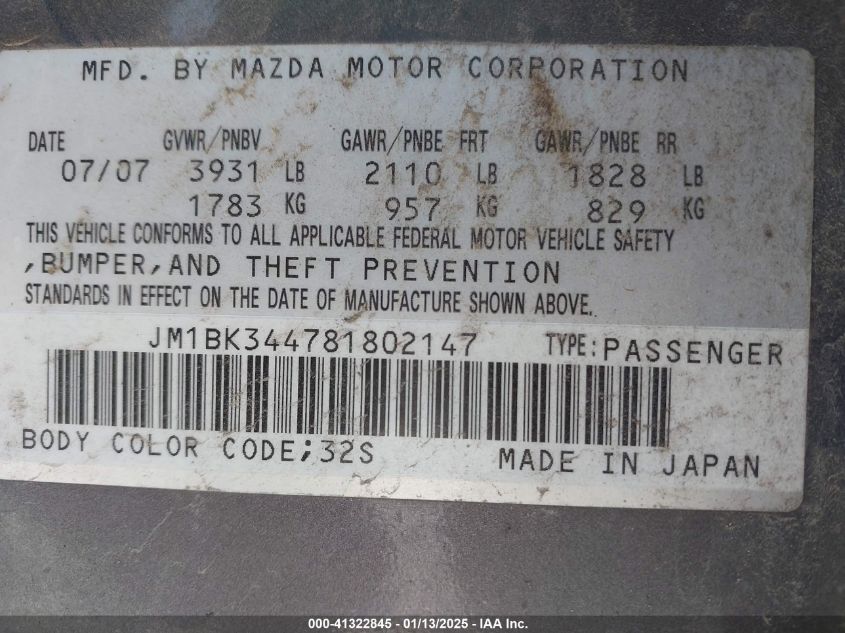 MFD. BY MAZDA MOTOR CORPORATION
DATE GVWR/PNBV GAWR/PNBE FRT GAWR/PNBE RR
07/07 3931 LB 2110 LB 1828 LB
1783 KG 957 KG 829 KG
THIS VEHICLE CONFORMS TO ALL APPLICABLE FEDERAL MOTOR VEHICLE SAFETY
,BUMPER,AND THEFT PREVENTION
STANDARDS IN EFFECT ON THE DATE OF MANUFACTURE SHOWN ABOVE.
JM1BK344781802147 TYPE:PASSENGER
BODY COLOR CODE;32S MADE IN JAPAN
000-41322845 - 01/13/2025 - IAA Inc.